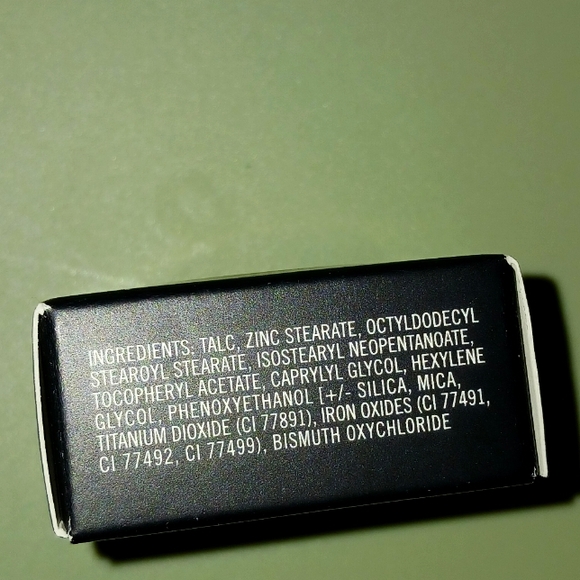 INGREDIENTS: TALC, ZINC STEARATE, OCTYLDODECYL
STEAROYL STEARATE, ISOSTEARYL NEOPENTANOATE,
TOCOPHERYL ACETATE, CAPRYLYL GLYCOL, HEXYLENE
GLYCOL, PHENOXYETHANOL [+/- SILICA, MICA,
TITANIUM DIOXIDE (CI 77891), IRON OXIDES (CI 77491,
CI 77492, CI 77499), BISMUTH OXYCHLORIDE